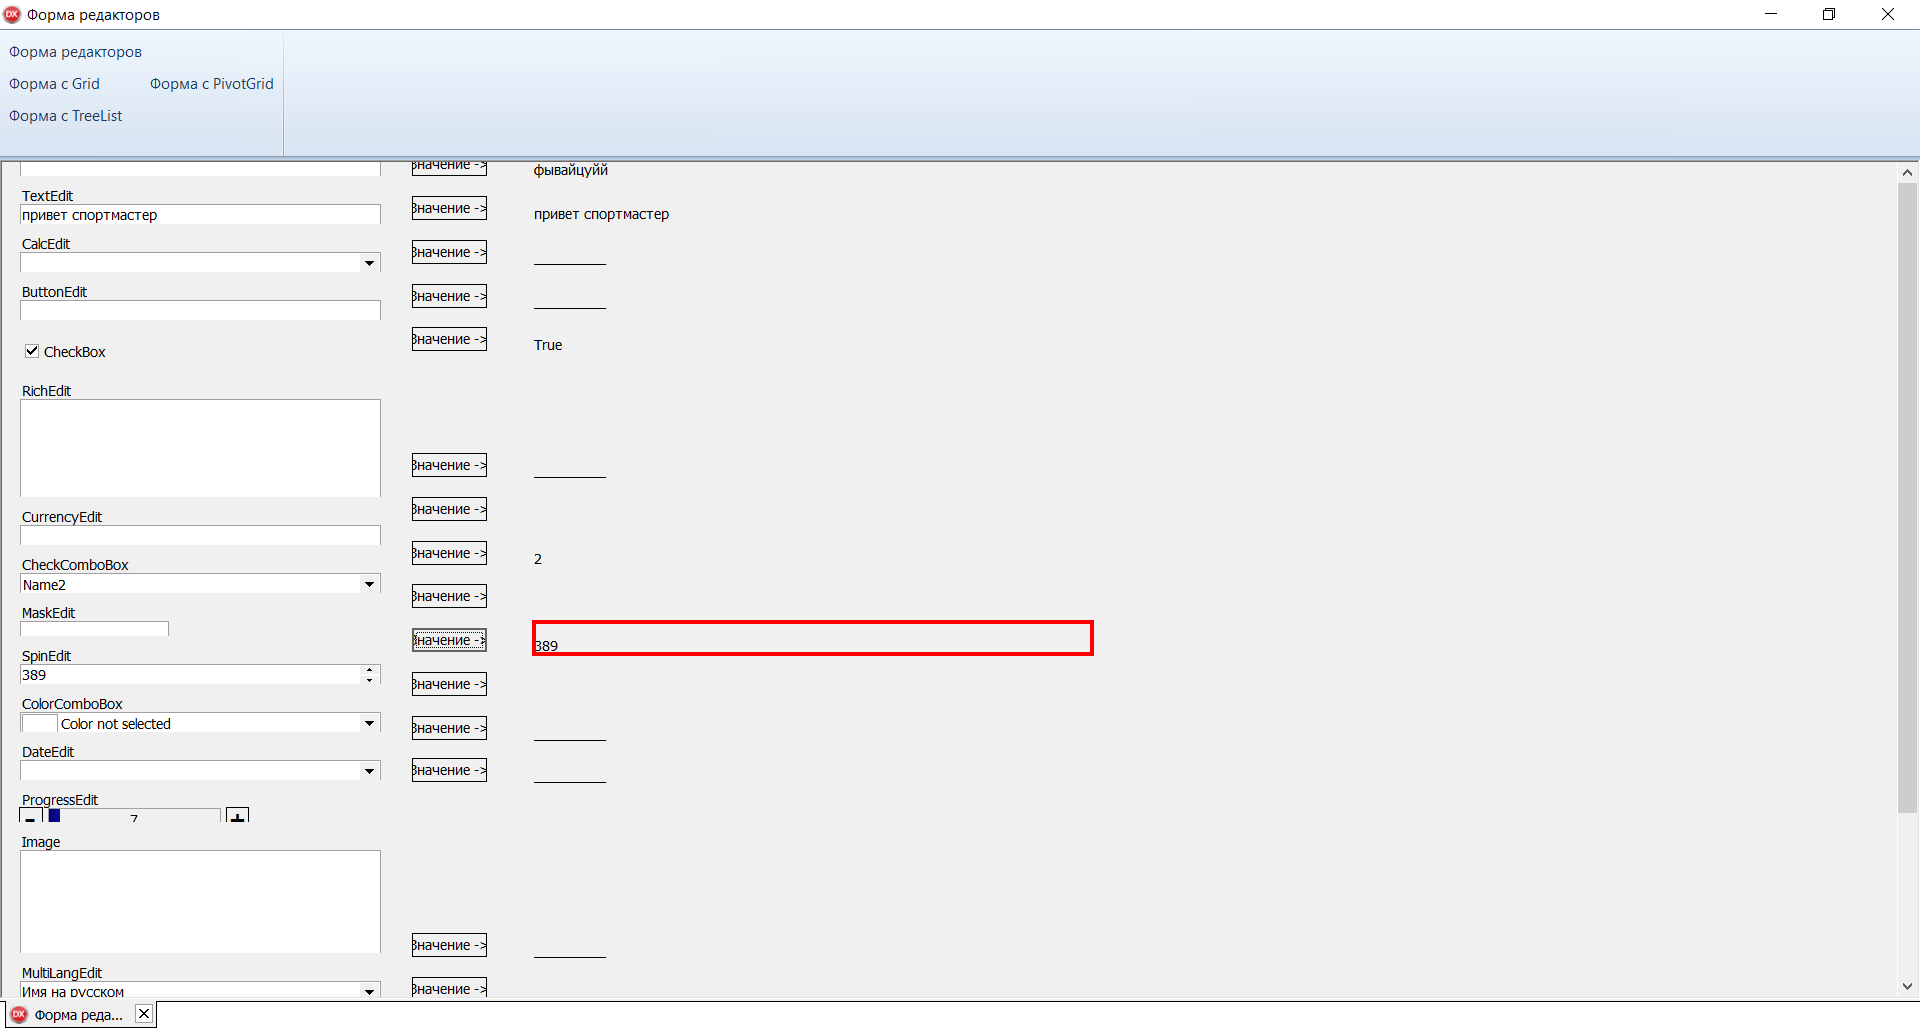 Форма редакторов
Форма редакторов
Форма с Grid
Форма с PivotGrid
Форма с TreeList
Значение ->
фывайцуйй
TextEdit
привет спортмастер
Значение ->
привет спортмастер
CalcEdit
Значение ->
ButtonEdit
Значение ->
CheckBox
Значение ->
True
RichEdit
Значение ->
CurrencyEdit
Значение ->
CheckComboBox
Name2
Значение ->
2
MaskEdit
Значение ->
SpinEdit
389
Значение ->
389
ColorComboBox
Color not selected
Значение ->
DateEdit
Значение ->
ProgressEdit
- 7 +
Значение ->
Image
Значение ->
MultiLangEdit
Имя на русском
Значение ->
Форма реда...